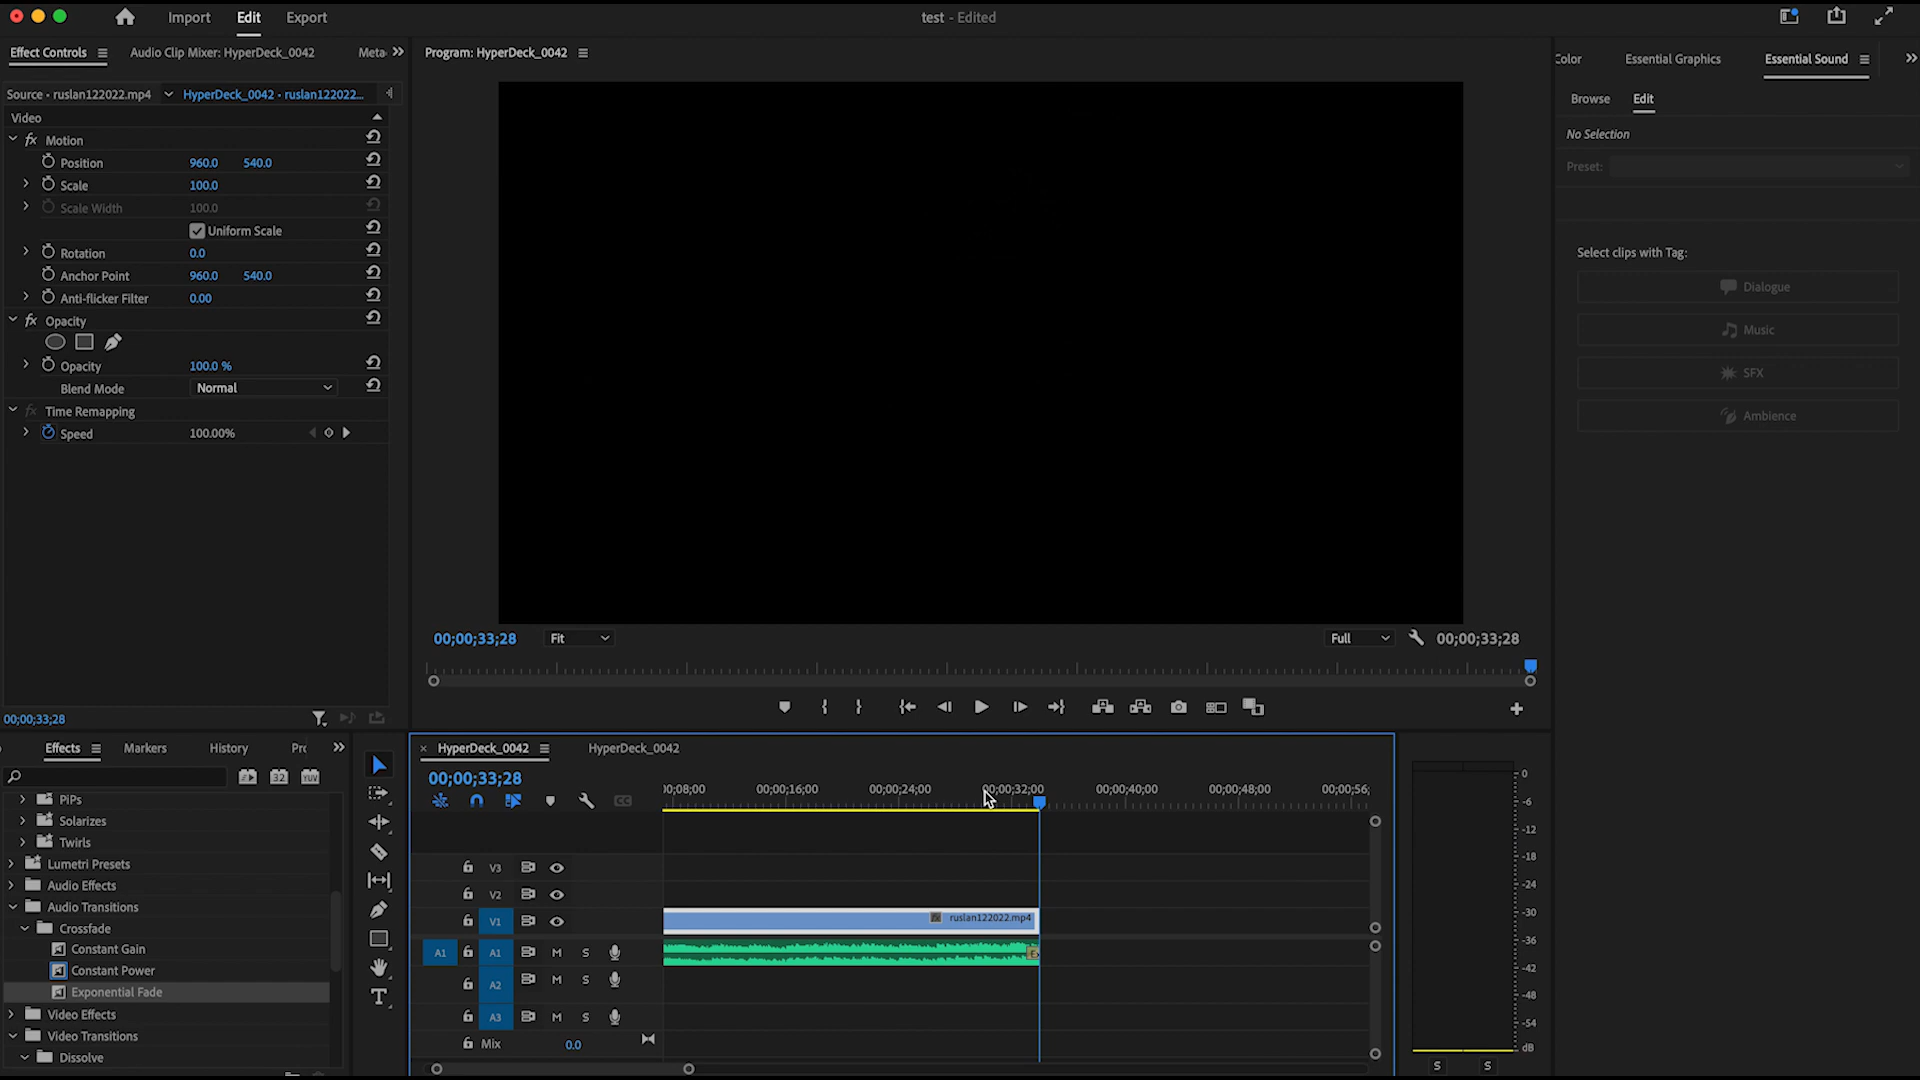 Import Edit Export test - Edited
Effect Controls Audio Clip Mixer: HyperDeck_0042 Meta
Program: HyperDeck_0042
Color Essential Graphics Essential Sound
Source • ruslan122022.mp4 HyperDeck_0042 • ruslan122022...
Browse Edit
Video
Motion
No Selection
Position 960.0 540.0
Preset:
Scale 100.0
Scale Width 100.0
Uniform Scale
Rotation 0.0
Select clips with Tag:
Anchor Point 960.0 540.0
Dialogue
Anti-flicker Filter 0.00
Opacity
Music
Opacity 100.0 %
SFX
Blend Mode Normal
Time Remapping
Ambience
Speed 100.00%
00;00;33;28 Fit Full 00;00;33;28
00;00;33;28
Effects Markers History Prc
HyperDeck_0042 HyperDeck_0042
32 YUV
00;00;33;28
);00;08;00 00;00;16;00 00;00;24;00 00;00;32;00 00;00;40;00 00;00;48;00 00;00;56;
CC
PiPs
Solarizes
Twirls
Lumetri Presets
Audio Effects
Audio Transitions
Crossfade
Constant Gain
Constant Power
Exponential Fade
Video Effects
Video Transitions
Dissolve
V3
V2
V1 ruslan122022.mp4
A1 A1 M S
A2 M S
A3 M S
Mix 0.0
0
-6
-12
-18
-24
-30
-36
-42
-48
-54
dB
S S